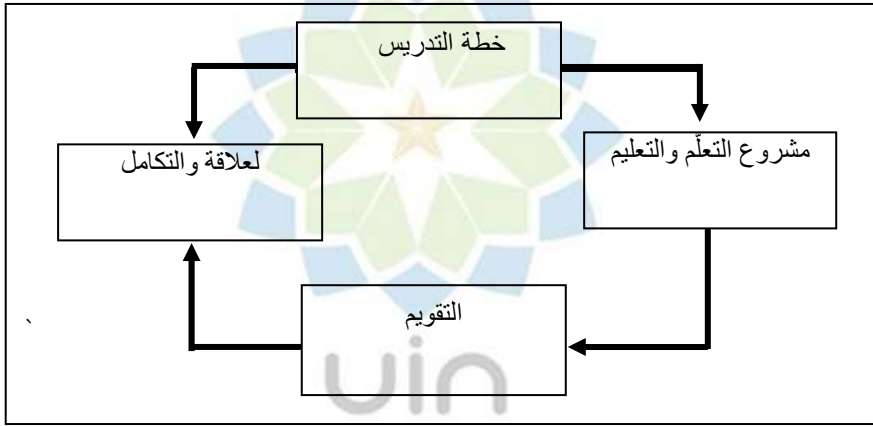 خطة التدريس
مشروع التعلّم والتعليم
لعلاقة والتكامل
التقويم
`
uin